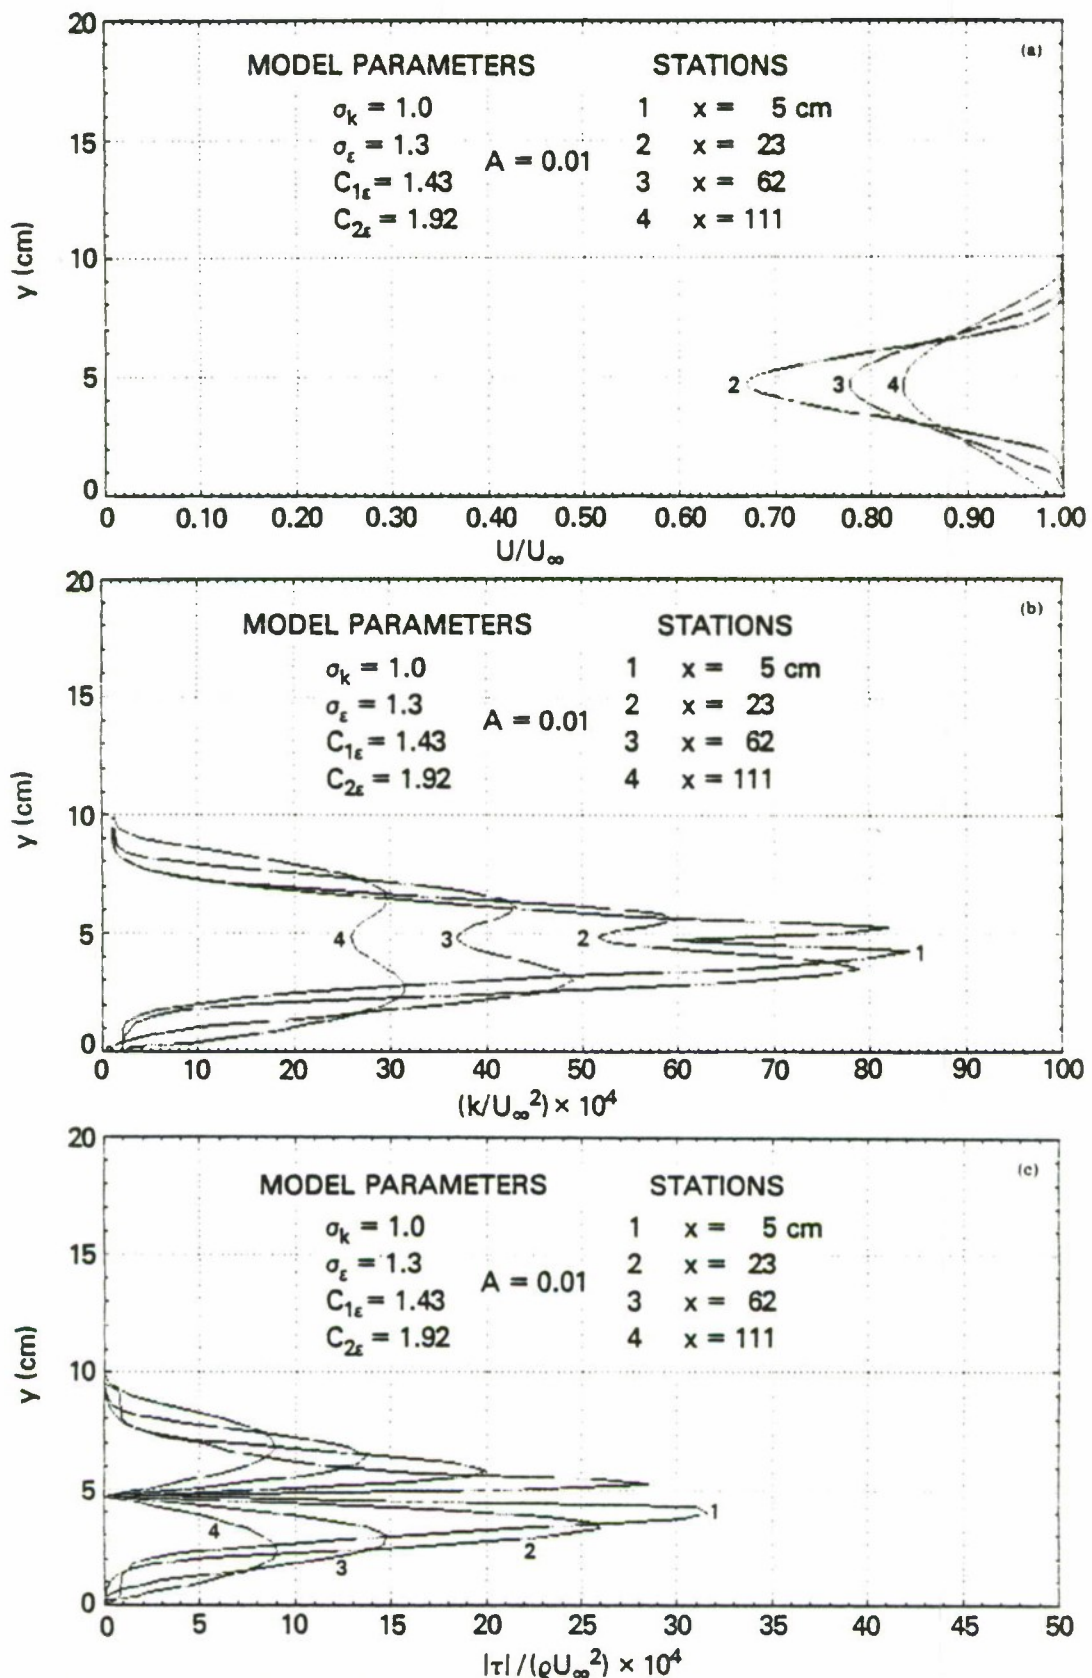 (a)
MODEL PARAMETERS STATIONS
σk = 1.0 1 x = 5 cm
σε = 1.3 2 x = 23
A = 0.01
C1ε = 1.43 3 x = 62
C2ε = 1.92 4 x = 111
y (cm)
20
15
10
5
0
2 3 4
0 0.10 0.20 0.30 0.40 0.50 0.60 0.70 0.80 0.90 1.00
U/U∞
(b)
MODEL PARAMETERS STATIONS
σk = 1.0 1 x = 5 cm
σε = 1.3 2 x = 23
A = 0.01
C1ε = 1.43 3 x = 62
C2ε = 1.92 4 x = 111
y (cm)
20
15
10
5
0
4 3 2 1
0 10 20 30 40 50 60 70 80 90 100
(k/U∞²) × 10⁴
(c)
MODEL PARAMETERS STATIONS
σk = 1.0 1 x = 5 cm
σε = 1.3 2 x = 23
A = 0.01
C1ε = 1.43 3 x = 62
C2ε = 1.92 4 x = 111
y (cm)
20
15
10
5
0
1
4
2
3
0 5 10 15 20 25 30 35 40 45 50
|τ|/(ϱU∞²) × 10⁴